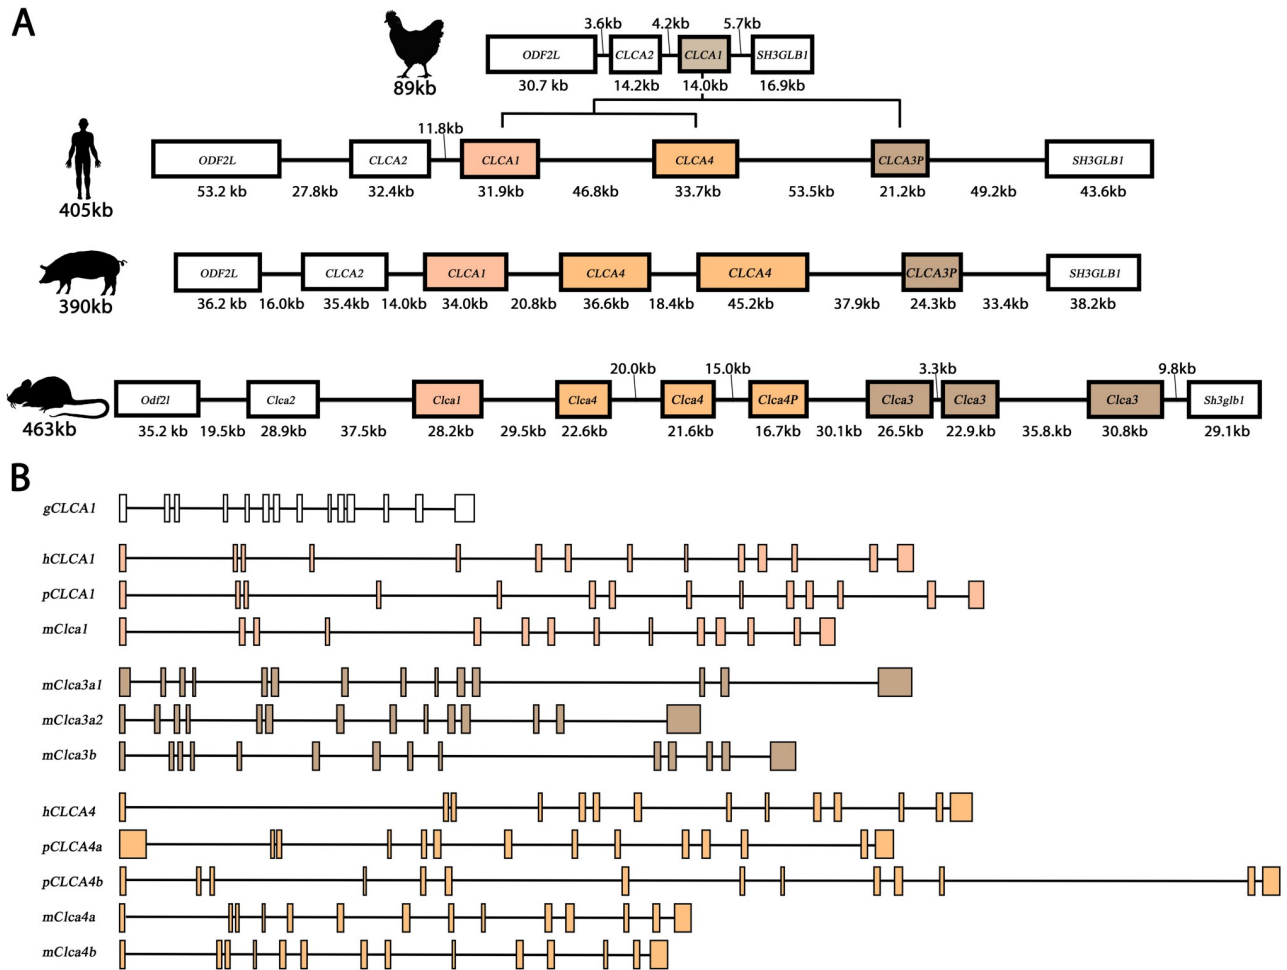 A
3.6kb 4.2kb 5.7kb
ODF2L CLCA2 CLCA1 SH3GLB1
89kb 30.7 kb 14.2kb 14.0kb 16.9kb
11.8kb
ODF2L CLCA2 CLCA1 CLCA4 CLCA3P SH3GLB1
53.2 kb 27.8kb 32.4kb 31.9kb 46.8kb 33.7kb 53.5kb 21.2kb 49.2kb 43.6kb
405kb
ODF2L CLCA2 CLCA1 CLCA4 CLCA4 CLCA3P SH3GLB1
36.2 kb 16.0kb 35.4kb 14.0kb 34.0kb 20.8kb 36.6kb 18.4kb 45.2kb 37.9kb 24.3kb 33.4kb 38.2kb
390kb
20.0kb 15.0kb 3.3kb 9.8kb
Odf2l Clca2 Clca1 Clca4 Clca4 Clca4P Clca3 Clca3 Clca3 Sh3glb1
463kb 35.2 kb 19.5kb 28.9kb 37.5kb 28.2kb 29.5kb 22.6kb 21.6kb 16.7kb 30.1kb 26.5kb 22.9kb 35.8kb 30.8kb 29.1kb
B
gCLCA1
hCLCA1
pCLCA1
mClca1
mClca3a1
mClca3a2
mClca3b
hCLCA4
pCLCA4a
pCLCA4b
mClca4a
mClca4b